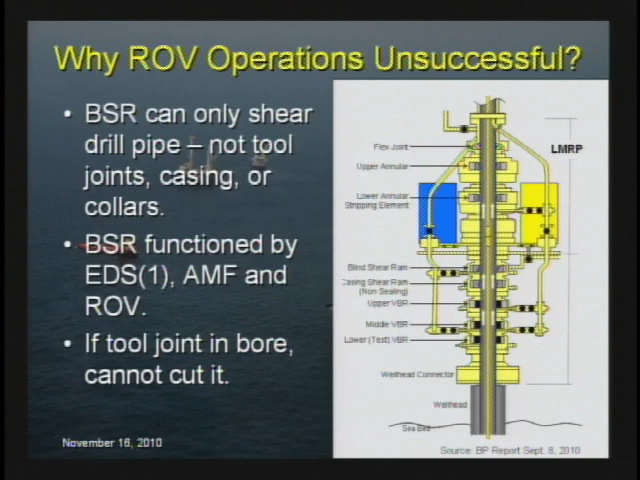 Why ROV Operations Unsuccessful?
• BSR can only shear
drill pipe – not tool
joints, casing, or
collars.
• BSR functioned by
EDS(1), AMF and
ROV.
• If tool joint in bore,
cannot cut it.
November 16, 2010
LMRP
Flex Joint
Upper Annular
Lower Annular
Stripping Element
Blind Shear Ram
Casing Shear Ram
(Non Sealing)
Upper VBR
Middle VBR
Lower (Test) VBR
Wellhead Connector
Wellhead
Sea Bed
Source: BP Report Sept. 8, 2010